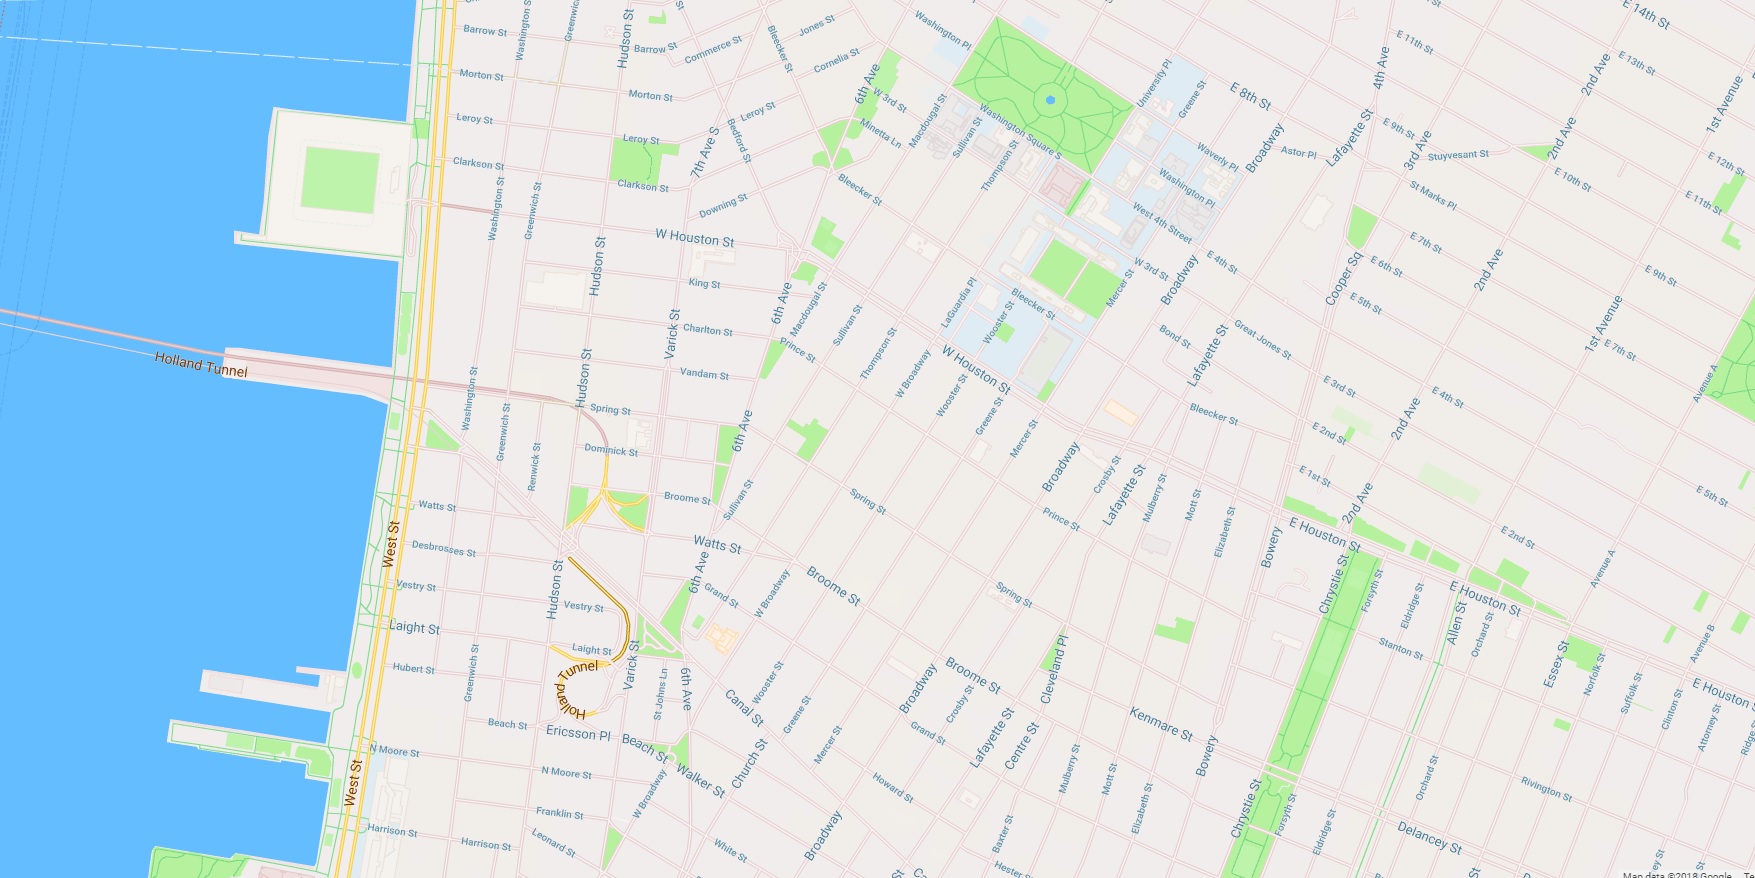 E 14th St
Barrow St
Washington St
Greenwich St
Hudson St
Barrow St
Commerce St
Bleecker St
Jones St
Cornelia St
Washington Pl
E 11th St
4th Ave
E 13th St
2nd Ave
Morton St
Morton St
6th Ave
W 3rd St
University Pl
Greene St
E 8th St
1st Avenue
Leroy St
Leroy St
Leroy St
Bedford St
Minetta Ln
Macdougal St
Sullivan St
Washington Square S
Thompson St
Broadway
Astor Pl
Lafayette St
E 9th St
3rd Ave
Stuyvesant St
2nd Ave
E 12th St
Clarkson St
Clarkson St
7th Ave S
Waverly Pl
Washington Pl
E 10th St
Bleecker St
St Marks Pl
E 11th St
Washington St
Greenwich St
Downing St
West 4th Street
W Houston St
Hudson St
E 4th St
E 7th St
E 6th St
W 3rd St
Broadway
Cooper Sq
2nd Ave
E 9th St
King St
6th Ave
Macdougal St
LaGuardia Pl
Bleecker St
Mercer St
E 5th St
Charlton St
Varick St
Sullivan St
Thompson St
Wooster St
Bond St
Great Jones St
Lafayette St
1st Avenue
E 7th St
Holland Tunnel
Prince St
W Broadway
W Houston St
Vandam St
Hudson St
Washington St
Wooster St
E 3rd St
E 4th St
Avenue A
Spring St
Greene St
Mercer St
Bleecker St
2nd Ave
Greenwich St
6th Ave
E 2nd St
Renwick St
Dominick St
Broadway
Crosby St
Lafayette St
Mulberry St
Mott St
E 1st St
E 5th St
Watts St
Broome St
Sullivan St
Spring St
Prince St
Elizabeth St
2nd Ave
West St
Desbrosses St
Watts St
Bowery
E Houston St
E 2nd St
Vestry St
Hudson St
6th Ave
W Broadway
Broome St
Grand St
Spring St
Chrystie St
Forsyth St
Eldridge St
Avenue A
E Houston St
Vestry St
Laight St
Laight St
Allen St
Orchard St
Stanton St
Essex St
Avenue B
Hubert St
Greenwich St
Holland Tunnel
Varick St
St Johns Ln
6th Ave
Wooster St
Broadway
Broome St
Cleveland Pl
Norfolk St
Suffolk St
Clinton St
Attorney St
E Houston St
Canal St
Greene St
Crosby St
Beach St
Ericsson Pl
Beach St
Church St
Mercer St
Grand St
Lafayette St
Centre St
Kenmare St
Bowery
N Moore St
West St
N Moore St
W Broadway
Walker St
Howard St
Mulberry St
Mott St
Elizabeth St
Chrystie St
Forsyth St
Eldridge St
Orchard St
Rivington St
Franklin St
Harrison St
Harrison St
Leonard St
White St
Broadway
Baxter St
Hester St
Delancey St
Map data ©2018 Google